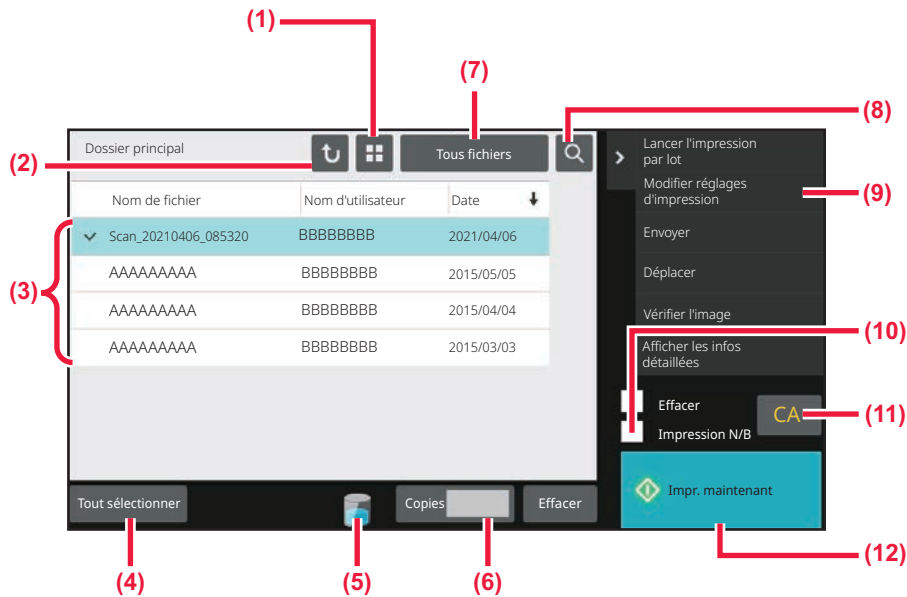 (1)
(7)
(8)
Dossier principal
Tous fichiers
Lancer l'impression
par lot
(2)
Modifier réglages
d'impression
(9)
Nom de fichier Nom d'utilisateur Date
Scan_20210406_085320 BBBBBBBB 2021/04/06
Envoyer
AAAAAAAAA BBBBBBBB 2015/05/05
Déplacer
(3)
AAAAAAAAA BBBBBBBB 2015/04/04
Vérifier l'image
(10)
AAAAAAAAA BBBBBBBB 2015/03/03
Afficher les infos
détaillées
Effacer
CA
(11)
Impression N/B
Tout sélectionner
Copies
Effacer
Impr. maintenant
(12)
(4)
(5)
(6)